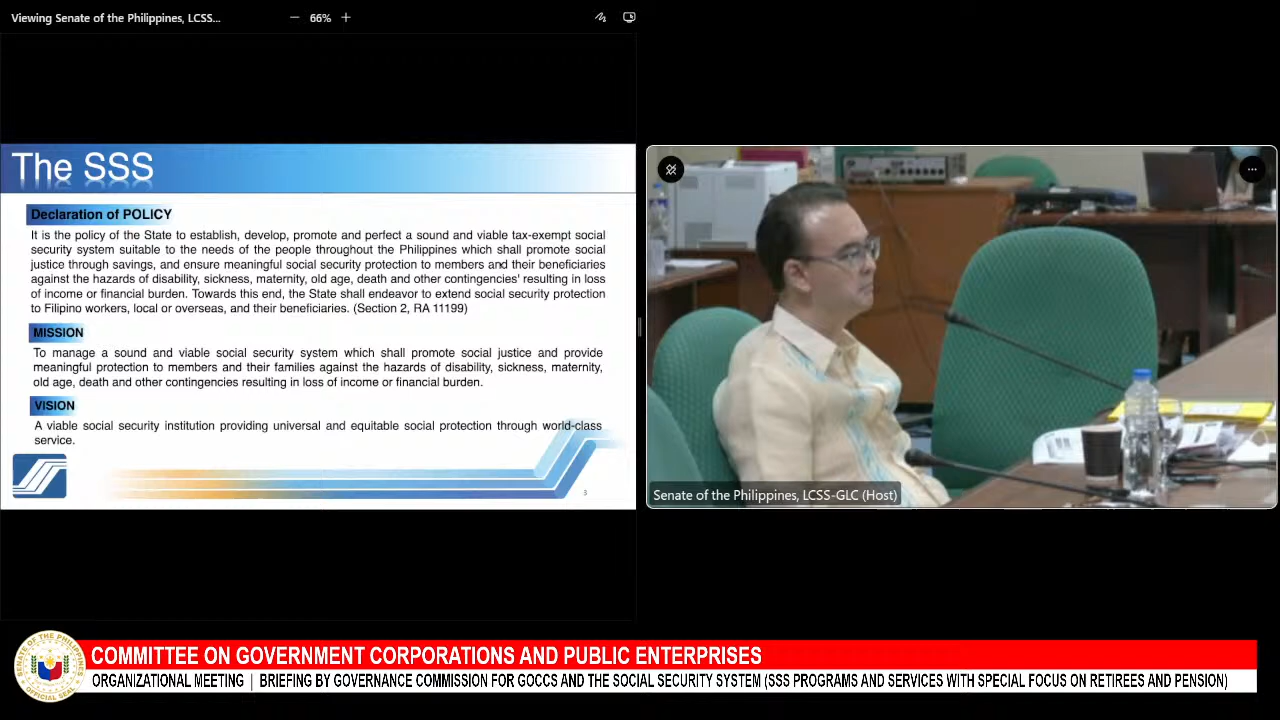 Viewing Senate of the Philippines, LCSS...
66%
The SSS
Declaration of POLICY
It is the policy of the State to establish, develop, promote and perfect a sound and viable tax-exempt social
security system suitable to the needs of the people throughout the Philippines which shall promote social
justice through savings, and ensure meaningful social security protection to members and their beneficiaries
against the hazards of disability, sickness, maternity, old age, death and other contingencies' resulting in loss
of income or financial burden. Towards this end, the State shall endeavor to extend social security protection
to Filipino workers, local or overseas, and their beneficiaries. (Section 2, RA 11199)
MISSION
To manage a sound and viable social security system which shall promote social justice and provide
meaningful protection to members and their families against the hazards of disability, sickness, maternity,
old age, death and other contingencies resulting in loss of income or financial burden.
VISION
A viable social security institution providing universal and equitable social protection through world-class
service.
3
Senate of the Philippines, LCSS-GLC (Host)
SENATE OF THE PHILIPPINES
OFFICIAL SEAL
COMMITTEE ON GOVERNMENT CORPORATIONS AND PUBLIC ENTERPRISES
ORGANIZATIONAL MEETING | BRIEFING BY GOVERNANCE COMMISSION FOR GOCCS AND THE SOCIAL SECURITY SYSTEM (SSS PROGRAMS AND SERVICES WITH SPECIAL FOCUS ON RETIREES AND PENSION)